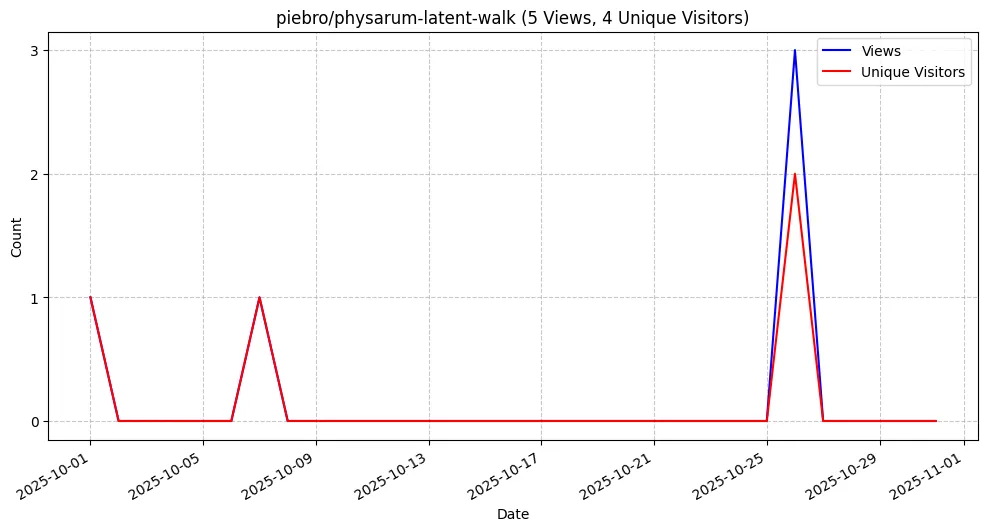 piebro/physarum-latent-walk (5 Views, 4 Unique Visitors)
Views
Unique Visitors
3
2
1
0
Count
2025-10-01
2025-10-05
2025-10-09
2025-10-13
2025-10-17
2025-10-21
2025-10-25
2025-10-29
2025-11-01
Date